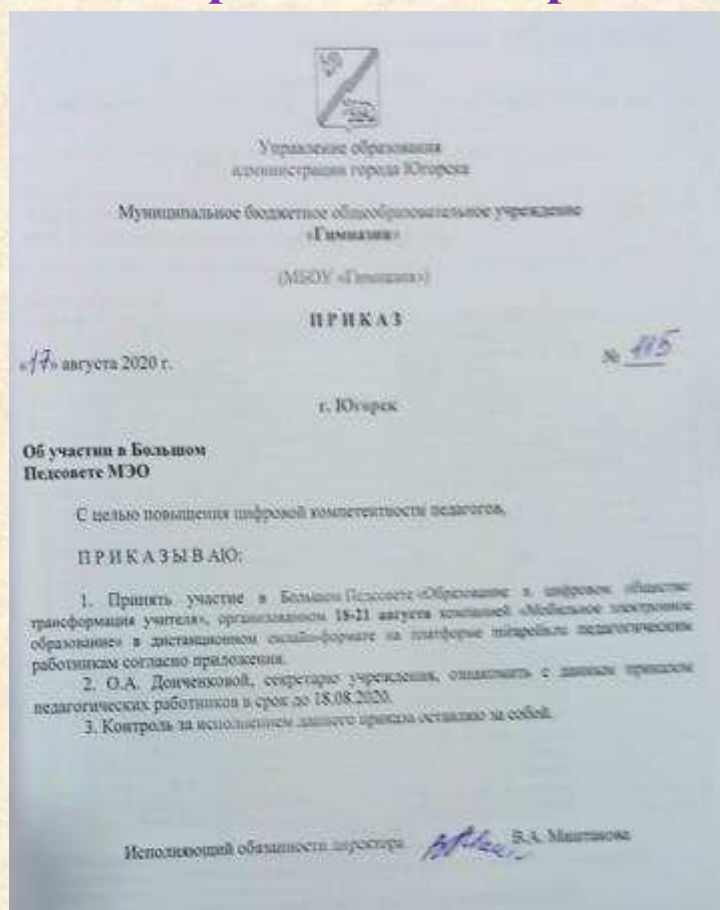 Управление образования
администрации города Югорска
Муниципальное бюджетное общеобразовательное учреждение
«Гимназия»
(МБОУ «Гимназия»)
ПРИКАЗ
«17» августа 2020 г.
№ 115
г. Югорск
Об участии в Большом
Педсовете МЭО
С целью повышения цифровой компетентности педагогов,
П Р И К А З Ы В АЮ:
1. Принять участие в Большом Педсовете «Образование в цифровом обществе:
трансформация учителя», организованном 18-21 августа компанией «Мобильное электронное
образование» в дистанционном онлайн-формате на платформе mirapolis.ru педагогическим
работникам согласно приложения.
2. О.А. Донченковой, секретарю учреждения, ознакомить с данным приказом
педагогических работников в срок до 18.08.2020.
3. Контроль за исполнением данного приказа оставляю за собой.
Исполняющий обязанности директора В.А.